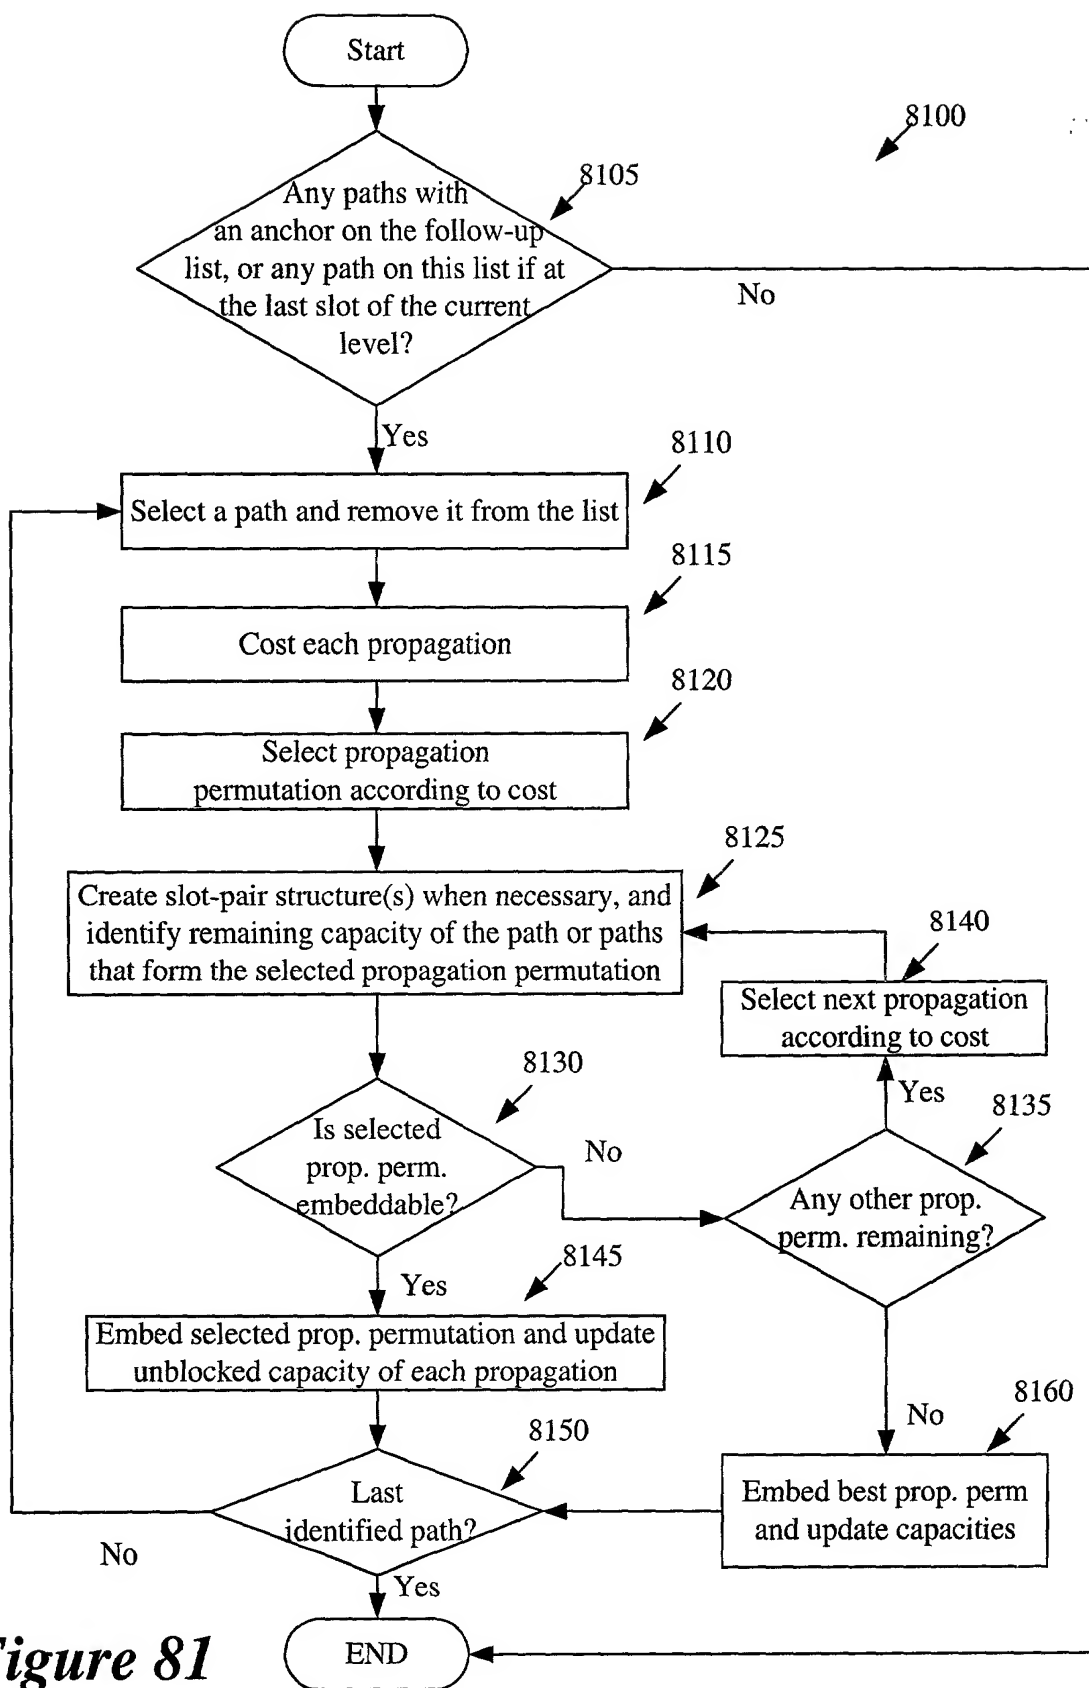 Start
8100
8105
Any paths with
an anchor on the follow-up
list, or any path on this list if at
the last slot of the current
level?
No
Yes
8110
Select a path and remove it from the list
8115
Cost each propagation
8120
Select propagation
permutation according to cost
8125
Create slot-pair structure(s) when necessary, and
identify remaining capacity of the path or paths
that form the selected propagation permutation
8140
Select next propagation
according to cost
Yes
8130
Is selected
prop. perm.
embeddable?
No
8135
Any other prop.
perm. remaining?
8145
Yes
Embed selected prop. permutation and update
unblocked capacity of each propagation
No
8160
Embed best prop. perm
and update capacities
8150
Last
identified path?
No
Yes
END
igure 81